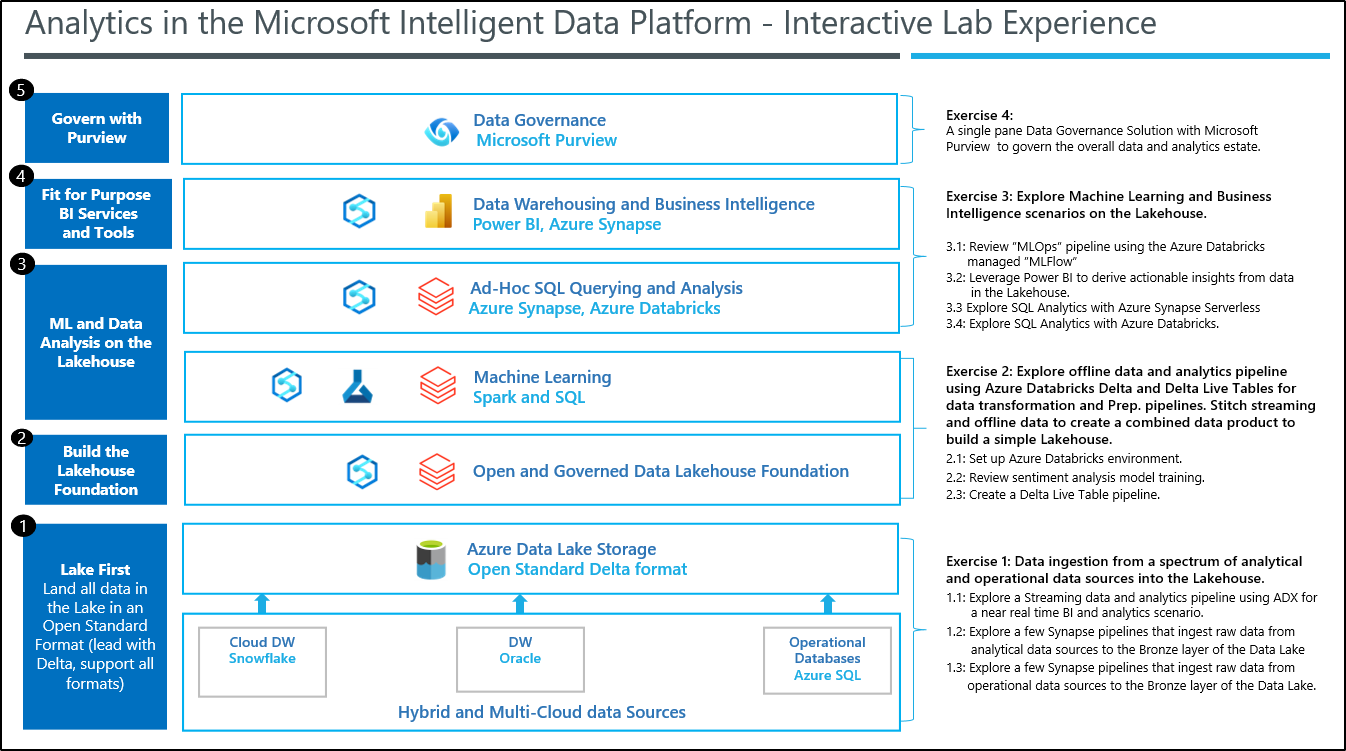 Analytics in the Microsoft Intelligent Data Platform - Interactive Lab Experience
5
Govern with
Purview
Data Governance
Microsoft Purview
Exercise 4:
A single pane Data Governance Solution with Microsoft
Purview to govern the overall data and analytics estate.
4
Fit for Purpose
BI Services
and Tools
Data Warehousing and Business Intelligence
Power BI, Azure Synapse
3
ML and Data
Analysis on the
Lakehouse
Ad-Hoc SQL Querying and Analysis
Azure Synapse, Azure Databricks
Exercise 3: Explore Machine Learning and Business
Intelligence scenarios on the Lakehouse.
3.1: Review “MLOps” pipeline using the Azure Databricks
managed “MLFlow”
3.2: Leverage Power BI to derive actionable insights from data
in the Lakehouse.
3.3 Explore SQL Analytics with Azure Synapse Serverless
3.4: Explore SQL Analytics with Azure Databricks.
Machine Learning
Spark and SQL
2
Build the
Lakehouse
Foundation
Open and Governed Data Lakehouse Foundation
Exercise 2: Explore offline data and analytics pipeline
using Azure Databricks Delta and Delta Live Tables for
data transformation and Prep. pipelines. Stitch streaming
and offline data to create a combined data product to
build a simple Lakehouse.
2.1: Set up Azure Databricks environment.
2.2: Review sentiment analysis model training.
2.3: Create a Delta Live Table pipeline.
1
Lake First
Land all data in
the Lake in an
Open Standard
Format (lead with
Delta, support all
formats)
Azure Data Lake Storage
Open Standard Delta format
Cloud DW
Snowflake
DW
Oracle
Operational
Databases
Azure SQL
Hybrid and Multi-Cloud data Sources
Exercise 1: Data ingestion from a spectrum of analytical
and operational data sources into the Lakehouse.
1.1: Explore a Streaming data and analytics pipeline using ADX for
a near real time BI and analytics scenario.
1.2: Explore a few Synapse pipelines that ingest raw data from
analytical data sources to the Bronze layer of the Data Lake
1.3: Explore a few Synapse pipelines that ingest raw data from
operational data sources to the Bronze layer of the Data Lake.